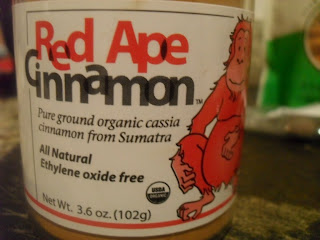 Red Ape
Cinnamon™
Pure ground organic cassia
cinnamon from Sumatra
All Natural
Ethylene oxide free
USDA
ORGANIC
Net Wt. 3.6 oz. (102g)